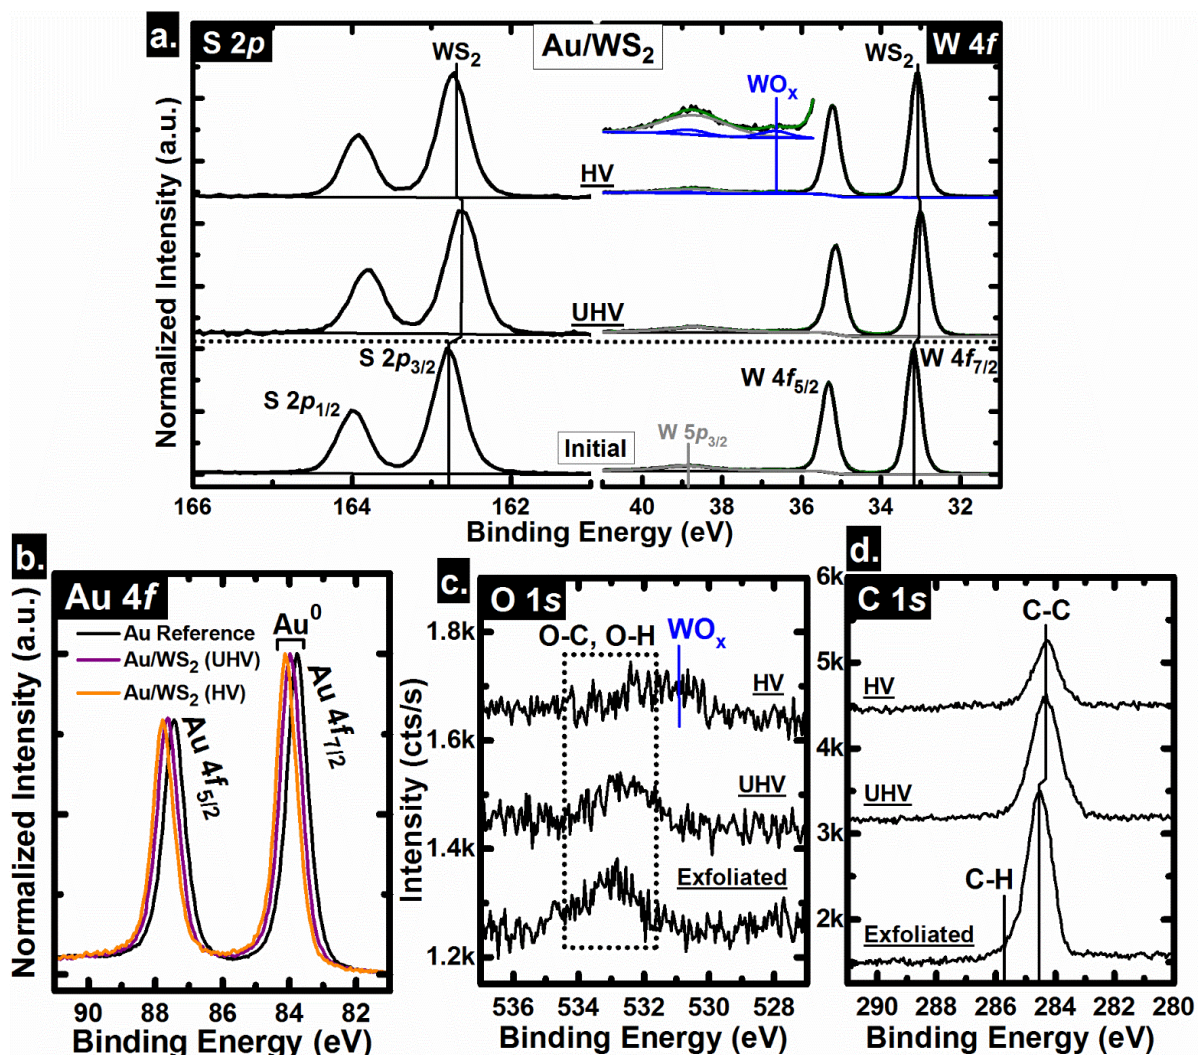 a.
S 2p
Au/WS2
W 4f
WS2
WS2
WOx
HV
UHV
S 2p3/2
S 2p1/2
W 4f5/2
W 4f7/2
W 5p3/2
Initial
Normalized Intensity (a.u.)
Normalized Intensity (a.u.)
166 164 162 40 38 36 34 32
Binding Energy (eV)
Binding Energy (eV)
b.
Au 4f
Au Reference
Au/WS2 (UHV)
Au/WS2 (HV)
Au0
Au 4f7/2
Au 4f5/2
Normalized Intensity (a.u.)
90 88 86 84 82
Binding Energy (eV)
c.
O 1s
O-C, O-H
WOx
HV
UHV
Exfoliated
1.8k
1.6k
1.4k
1.2k
Intensity (cts/s)
536 534 532 530 528
Binding Energy (eV)
d.
C 1s
C-C
HV
UHV
C-H
Exfoliated
6k
5k
4k
3k
2k
290 288 286 284 282 280
Binding Energy (eV)